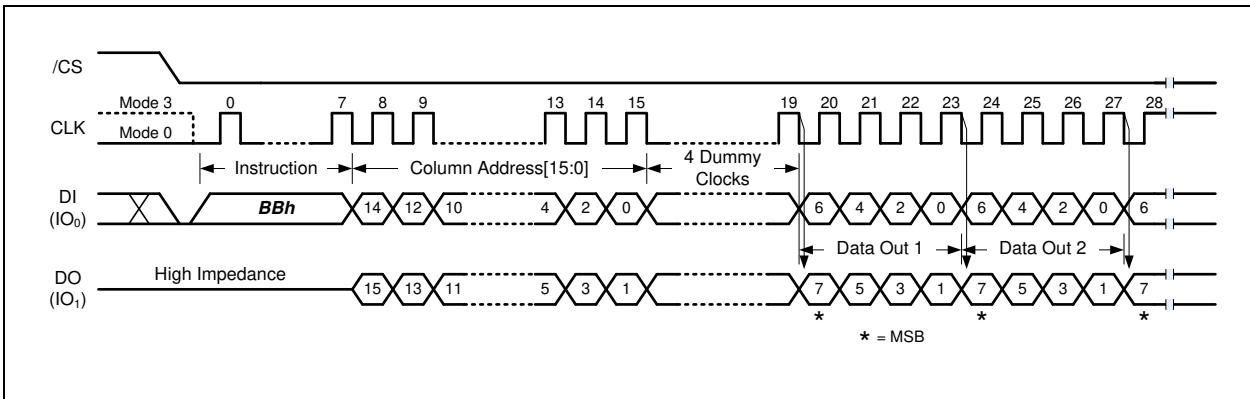 /CS
Mode 3
Mode 0
CLK
0 7 8 9 13 14 15 19 20 21 22 23 24 25 26 27 28
Instruction
Column Address[15:0]
4 Dummy
Clocks
DI
(IO0)
BBh
14 12 10 4 2 0 6 4 2 0 6 4 2 0 6
Data Out 1
Data Out 2
DO
(IO1)
High Impedance
15 13 11 5 3 1 7 5 3 1 7 5 3 1 7
* * *
* = MSB